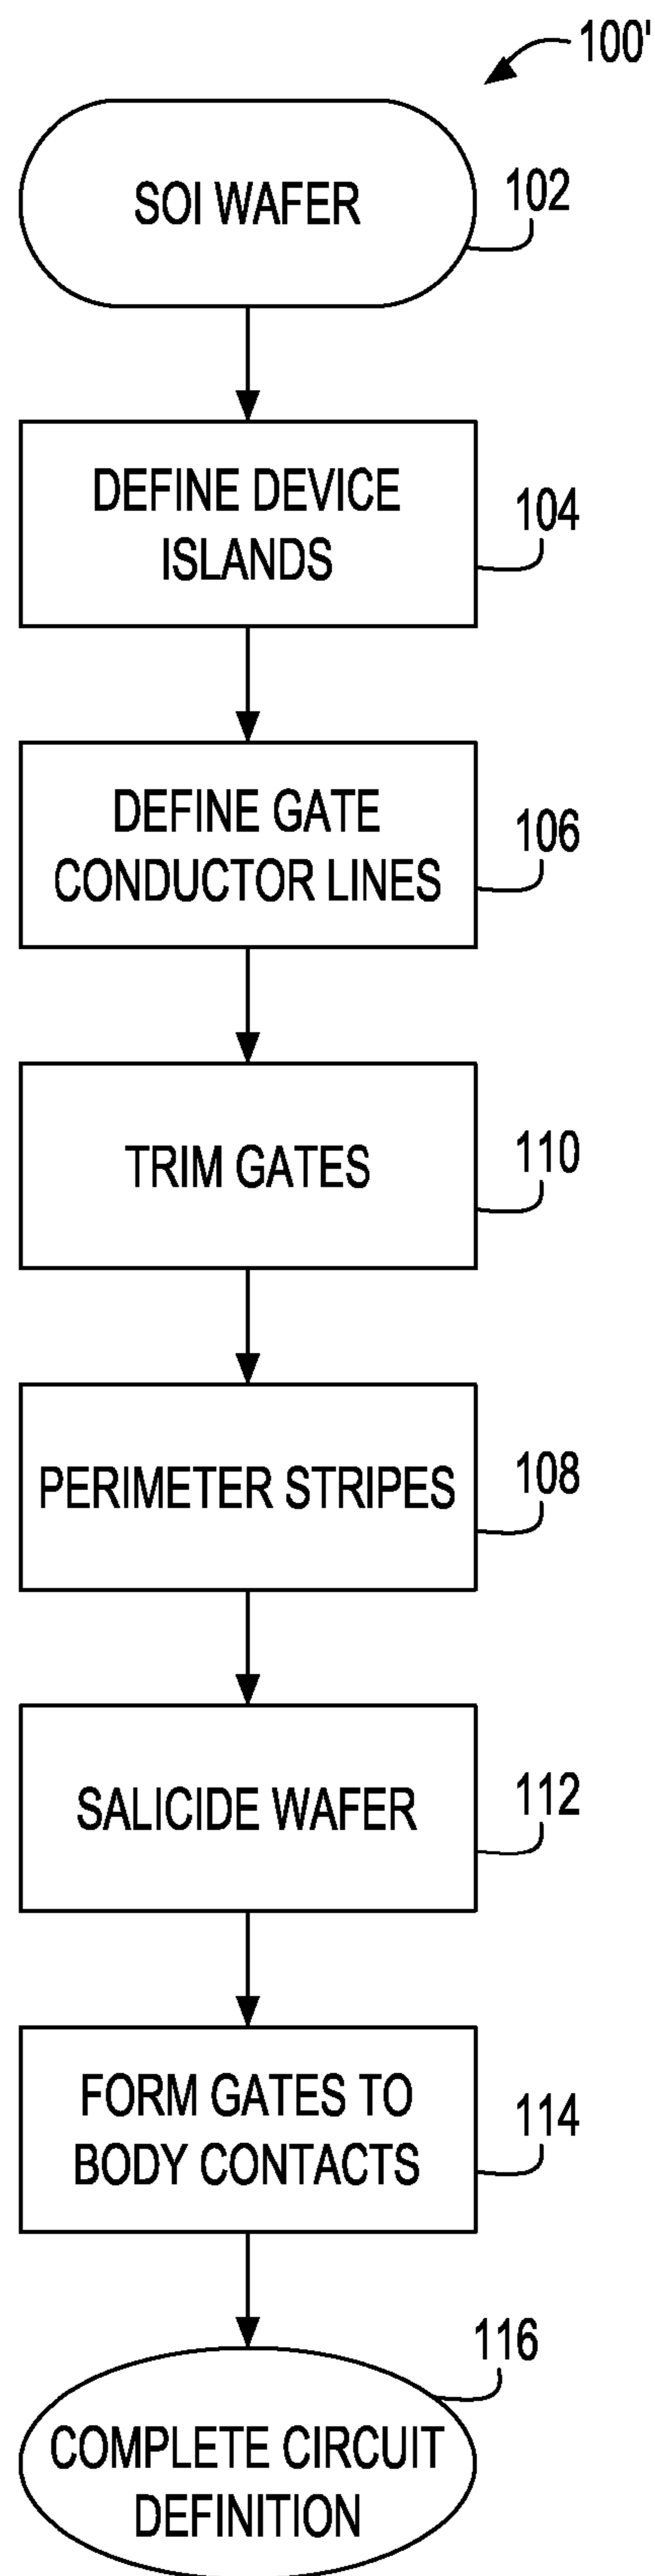 100'
SOI WAFER
102
DEFINE DEVICE
ISLANDS
104
DEFINE GATE
CONDUCTOR LINES
106
TRIM GATES
110
PERIMETER STRIPES
108
SALICIDE WAFER
112
FORM GATES TO
BODY CONTACTS
114
116
COMPLETE CIRCUIT
DEFINITION